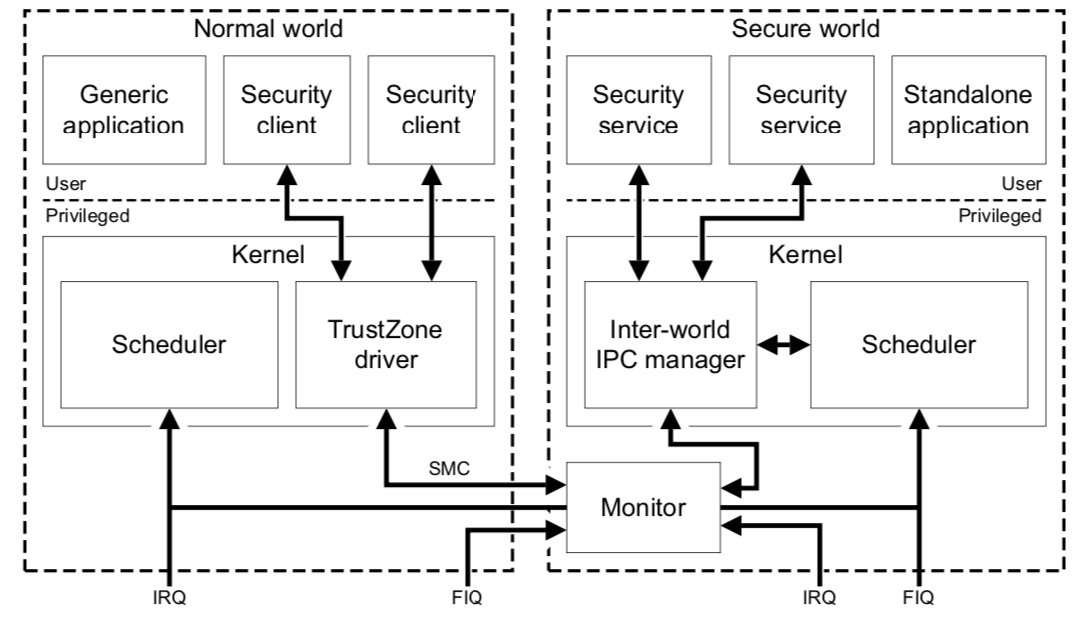 Normal world
Generic
application
Security
client
Security
client
User
Privileged
Kernel
Scheduler
TrustZone
driver
SMC
IRQ
FIQ
Secure world
Security
service
Security
service
Standalone
application
User
Privileged
Kernel
Inter-world
IPC manager
Scheduler
Monitor
IRQ
FIQ